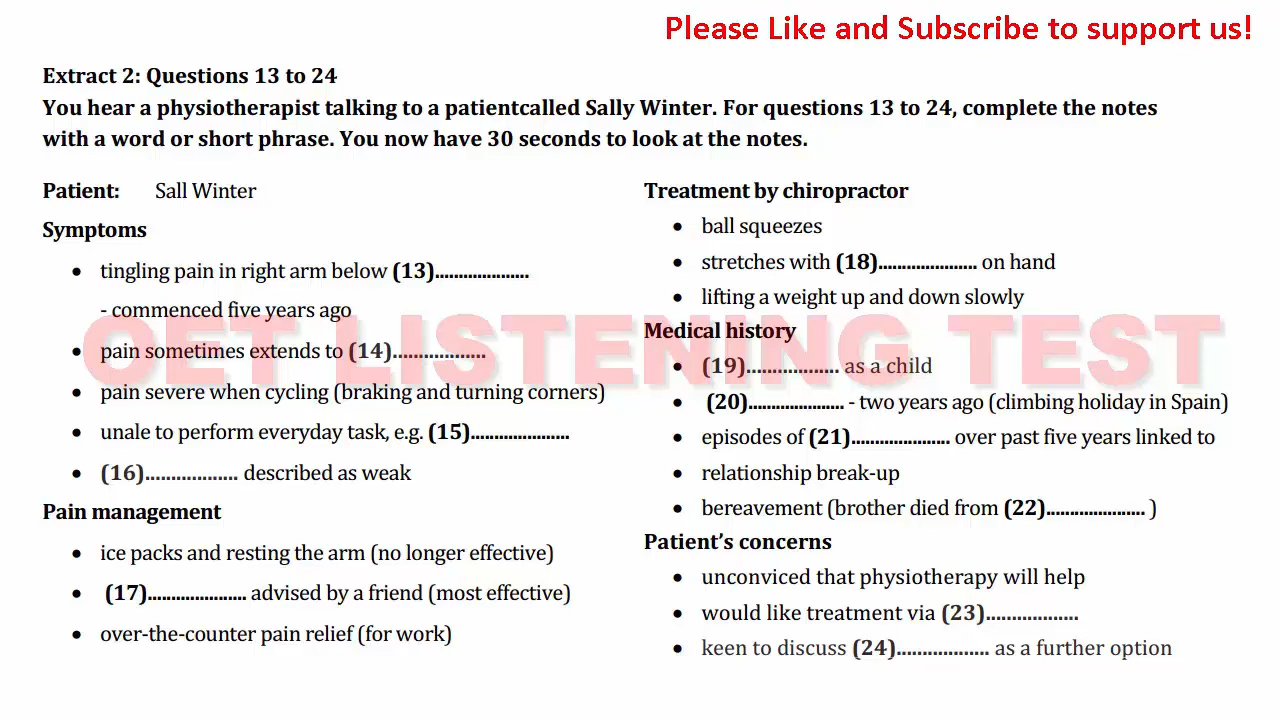 Please Like and Subscribe to support us!
Extract 2: Questions 13 to 24
You hear a physiotherapist talking to a patientcalled Sally Winter. For questions 13 to 24, complete the notes
with a word or short phrase. You now have 30 seconds to look at the notes.
Patient: Sall Winter
Symptoms
• tingling pain in right arm below (13)....................
- commenced five years ago
• pain sometimes extends to (14)....................
• pain severe when cycling (braking and turning corners)
• unale to perform everyday task, e.g. (15)....................
• (16).................... described as weak
Pain management
• ice packs and resting the arm (no longer effective)
• (17).................... advised by a friend (most effective)
• over-the-counter pain relief (for work)
Treatment by chiropractor
• ball squeezes
• stretches with (18).................... on hand
• lifting a weight up and down slowly
Medical history
• (19).................... as a child
• (20).................... - two years ago (climbing holiday in Spain)
• episodes of (21).................... over past five years linked to
• relationship break-up
• bereavement (brother died from (22).................... )
Patient's concerns
• unconviced that physiotherapy will help
• would like treatment via (23)....................
• keen to discuss (24).................... as a further option
OET LISTENING TEST